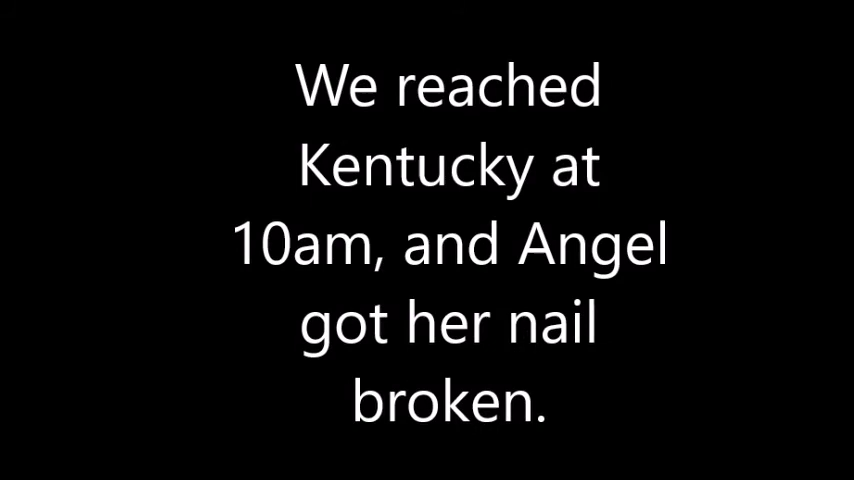 We reached
Kentucky at
10am, and Angel
got her nail
broken.